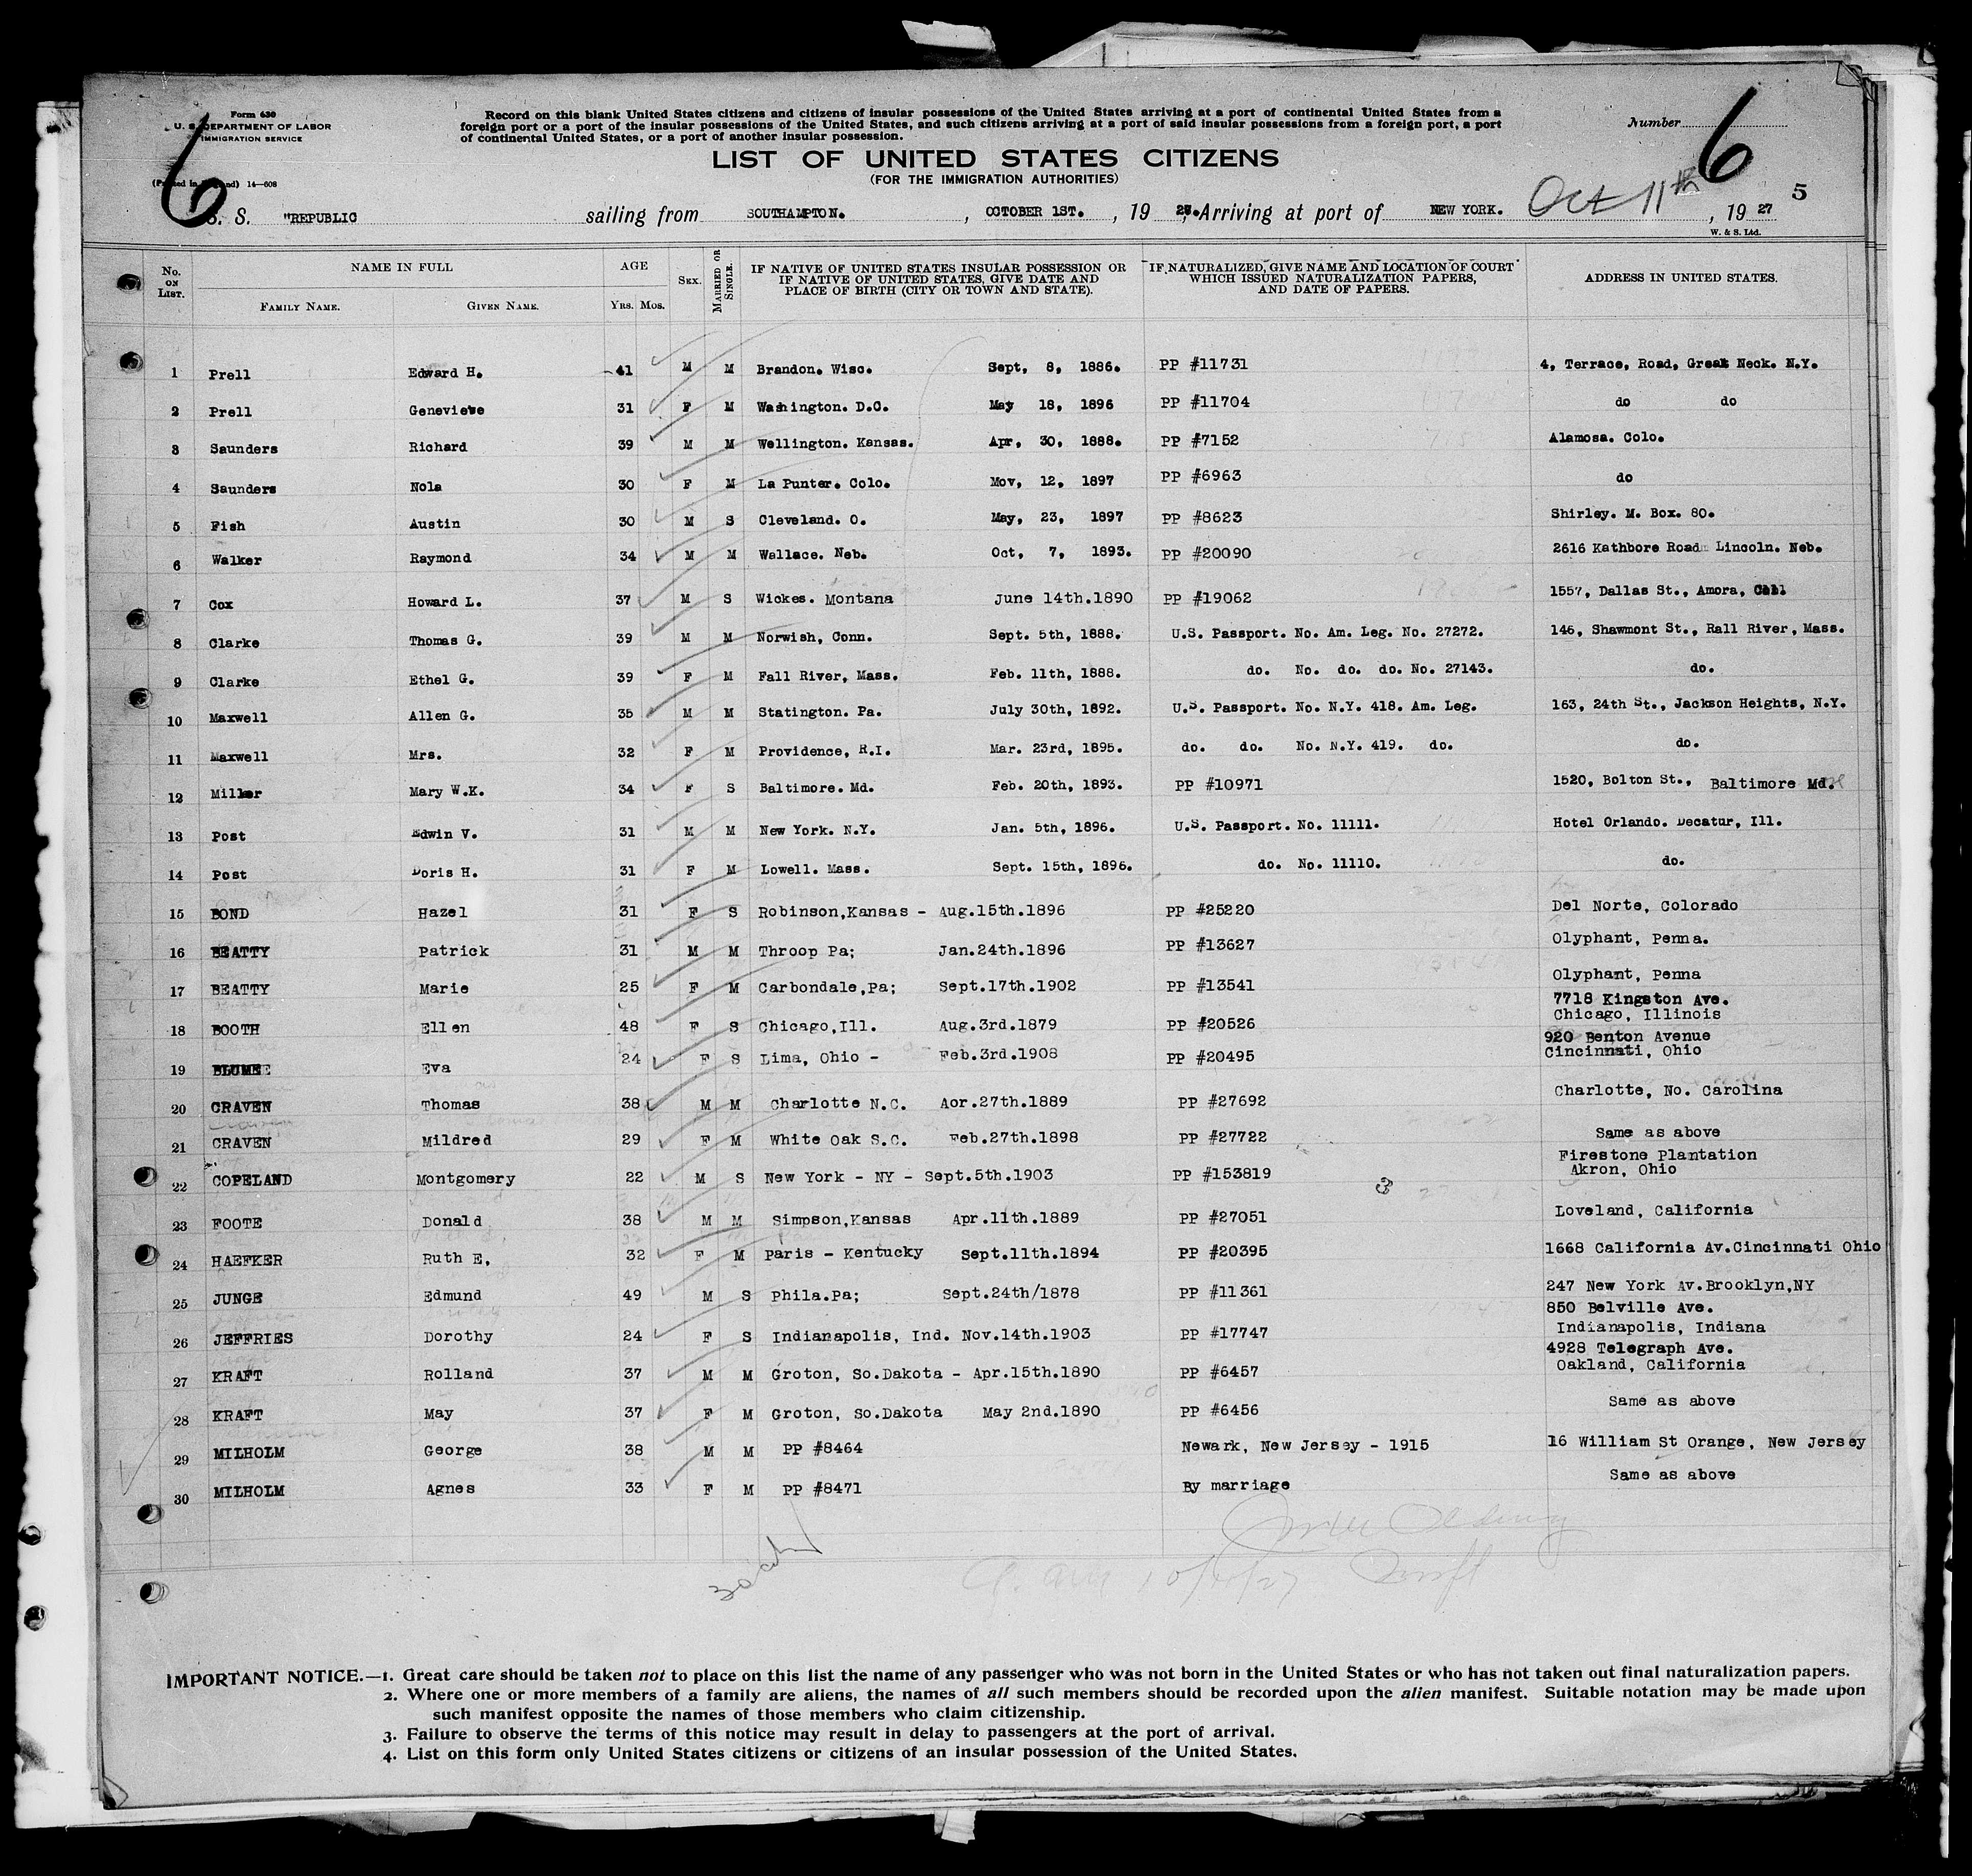 Form 630
U. S. DEPARTMENT OF LABOR
IMMIGRATION SERVICE
Record on this blank United States citizens and citizens of insular possessions of the United States arriving at a port of continental United States from a
foreign port or a port of the insular possessions of the United States, and such citizens arriving at a port of said insular possessions from a foreign port, a port
of continental United States, or a port of another insular possession.
Number
6
6
LIST OF UNITED STATES CITIZENS
(FOR THE IMMIGRATION AUTHORITIES)
14—608
5
S. S. "REPUBLIC sailing from SOUTHAMPTON. , OCTOBER 1ST. , 19 27. , Arriving at port of NEW YORK. Oct 11th , 19 27
W. & S. Ltd.
No. ON LIST. NAME IN FULL AGE SEX. MARRIED OR SINGLE. IF NATIVE OF UNITED STATES INSULAR POSSESSION OR IF NATIVE OF UNITED STATES, GIVE DATE AND PLACE OF BIRTH (CITY OR TOWN AND STATE). IF NATURALIZED, GIVE NAME AND LOCATION OF COURT WHICH ISSUED NATURALIZATION PAPERS, AND DATE OF PAPERS. ADDRESS IN UNITED STATES.
FAMILY NAME. GIVEN NAME. YRS. MOS.
1 Prell Edward H. 41 M M Brandon. Wisc. Sept. 8, 1886. PP #11731 4, Terrace, Road, Great Neck. N.Y.
2 Prell Genevieve 31 F M Washington. D.C. May 18, 1896 PP #11704 do do
3 Saunders Richard 39 M M Wellington. Kansas. Apr, 30, 1888. PP #7152 Alamosa. Colo.
4 Saunders Nola 30 F M La Punter. Colo. Mov, 12, 1897 PP #6963 do
5 Fish Austin 30 M S Cleveland. O. May, 23, 1897 PP #8623 Shirley. M. Box. 80.
6 Walker Raymond 34 M M Wallace. Neb. Oct, 7, 1893. PP #20090 2616 Kathbore Road Lincoln. Neb.
7 Cox Howard L. 37 M S Wickes. Montana June 14th.1890 PP #19062 1557, Dallas St., Amora,
8 Clarke Thomas G. 39 M M Norwish, Conn. Sept. 5th, 1888. U.S. Passport. No. Am. Leg. No. 27272. 146, Shawmont St., Rall River, Mass.
9 Clarke Ethel G. 39 F M Fall River, Mass. Feb. 11th, 1888. do. No. do. do. No. 27143. do.
10 Maxwell Allen G. 35 M M Statington. Pa. July 30th, 1892. U.S. Passport. No. N.Y. 418. Am. Leg. 163, 24th St., Jackson Heights, N.Y.
11 Maxwell Mrs. 32 F M Providence, R.I. Mar. 23rd, 1895. do. do. No. N.Y. 419. do. do.
12 Miller Mary W.K. 34 F S Baltimore. Md. Feb. 20th, 1893. PP #10971 1520, Bolton St., Baltimore Md.
13 Post Edwin V. 31 M M New York. N.Y. Jan. 5th, 1896. U.S. Passport. No. 11111. Hotel Orlando. Decatur, Ill.
14 Post Doris H. 31 F M Lowell. Mass. Sept. 15th, 1896. do. No. 11110. do.
15 BOND Hazel 31 F S Robinson,Kansas - Aug.15th.1896 PP #25220 Del Norte, Colorado
16 BEATTY Patrick 31 M M Throop Pa; Jan.24th.1896 PP #13627 Olyphant, Penna.
17 BEATTY Marie 25 F M Carbondale,Pa; Sept.17th.1902 PP #13541 Olyphant, Penna
18 BOOTH Ellen 48 F S Chicago,Ill. Aug.3rd.1879 PP #20526 7718 Kingston Ave. Chicago, Illinois
19 BLUME Eva 24 F S Lima, Ohio - Feb.3rd.1908 PP #20495 920 Benton Avenue Cincinnati, Ohio
20 CRAVEN Thomas 38 M M Charlotte N.C. Aor.27th.1889 PP #27692 Charlotte, No. Carolina
21 CRAVEN Mildred 29 F M White Oak S.C. Feb.27th.1898 PP #27722 Same as above
22 COPELAND Montgomery 22 M S New York - NY - Sept.5th.1903 PP #153819 3 Firestone Plantation Akron, Ohio
23 FOOTE Donald 38 M M Simpson,Kansas Apr.11th.1889 PP #27051 Loveland, California
24 HAEFKER Ruth E, 32 F M Paris - Kentucky Sept.11th.1894 PP #20395 1668 California Av.Cincinnati Ohio
25 JUNGE Edmund 49 M S Phila.Pa; Sept.24th/1878 PP #11361 247 New York Av.Brooklyn,NY
26 JEFFRIES Dorothy 24 F S Indianapolis, Ind. Nov.14th.1903 PP #17747 850 Belville Ave. Indianapolis, Indiana
27 KRAFT Rolland 37 M M Groton, So.Dakota - Apr.15th.1890 PP #6457 4928 Telegraph Ave. Oakland, California
28 KRAFT May 37 F M Groton, So.Dakota May 2nd.1890 PP #6456 Same as above
29 MILHOLM George 38 M M PP #8464 Newark, New Jersey - 1915 16 William St Orange, New Jersey
30 MILHOLM Agnes 33 F M PP #8471 By marriage Same as above
IMPORTANT NOTICE.—1. Great care should be taken not to place on this list the name of any passenger who was not born in the United States or who has not taken out final naturalization papers.
2. Where one or more members of a family are aliens, the names of all such members should be recorded upon the alien manifest. Suitable notation may be made upon
such manifest opposite the names of those members who claim citizenship.
3. Failure to observe the terms of this notice may result in delay to passengers at the port of arrival.
4. List on this form only United States citizens or citizens of an insular possession of the United States.